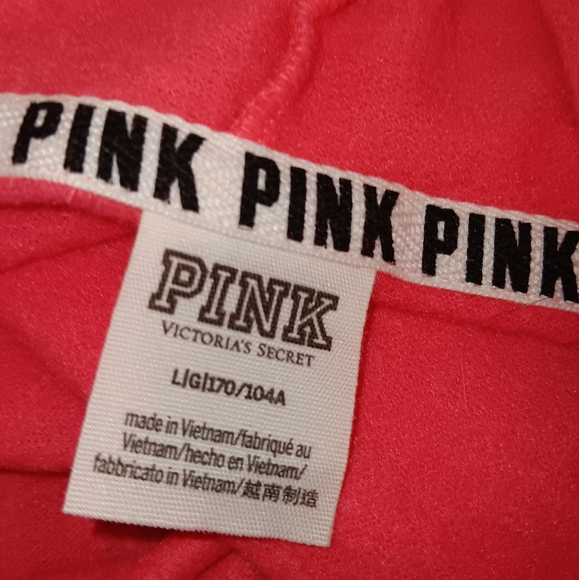 PINK PINK PINK
PINK
VICTORIA'S SECRET
L|G|170/104A
made in Vietnam/fabriqué au
Vietnam/hecho en Vietnam/
fabbricato in Vietnam/越南制造